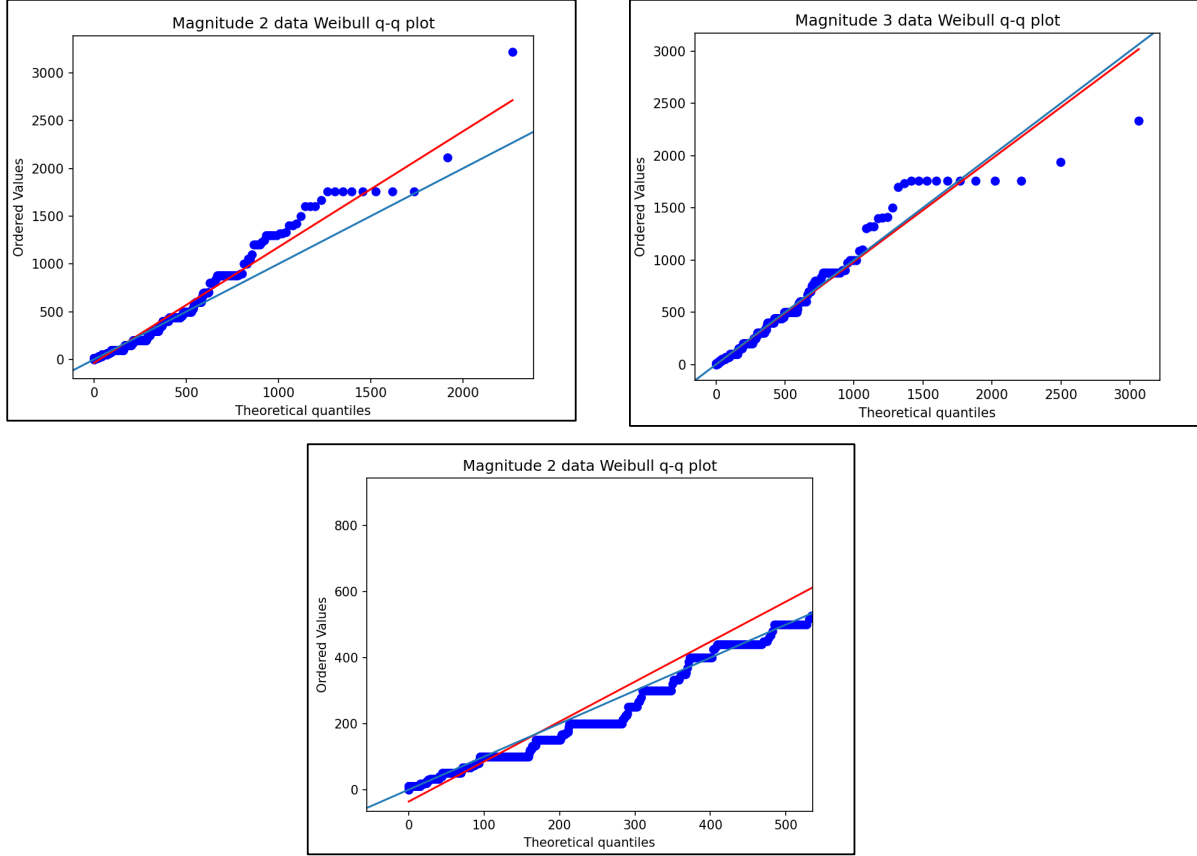 Magnitude 2 data Weibull q-q plot
3000
2500
2000
1500
1000
500
0
Ordered Values
0 500 1000 1500 2000
Theoretical quantiles
Magnitude 3 data Weibull q-q plot
3000
2500
2000
1500
1000
500
0
Ordered Values
0 500 1000 1500 2000 2500 3000
Theoretical quantiles
Magnitude 2 data Weibull q-q plot
800
600
400
200
0
Ordered Values
0 100 200 300 400 500
Theoretical quantiles